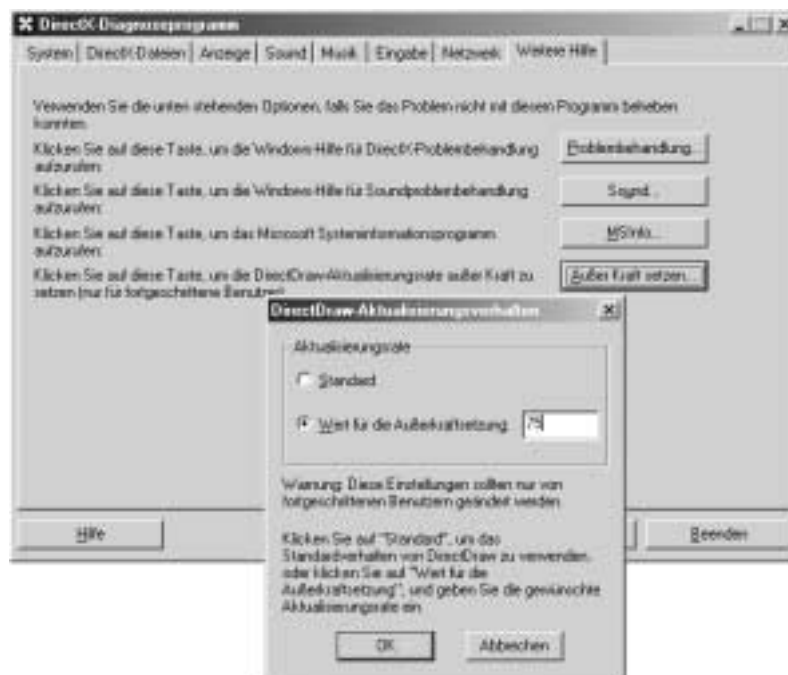 DirectX-Diagnoseprogramm
System DirectX-Dateien Anzeige Sound Musik Eingabe Netzwerk Weitere Hilfe
Verwenden Sie die unten stehenden Optionen, falls Sie das Problem nicht mit diesem Programm beheben
konnten.
Klicken Sie auf diese Taste, um die Windows-Hilfe für DirectX-Problembehandlung
aufzurufen:
Problembehandlung...
Klicken Sie auf diese Taste, um die Windows-Hilfe für Soundproblembehandlung
aufzurufen:
Sound...
Klicken Sie auf diese Taste, um das Microsoft Systeminformationsprogramm
aufzurufen:
MSInfo...
Klicken Sie auf diese Taste, um die DirectDraw-Aktualisierungsrate außer Kraft zu
setzen (nur für fortgeschrittene Benutzer):
Außer Kraft setzen...
DirectDraw-Aktualisierungsverhalten
Aktualisierungsrate
Standard
Wert für die Außerkraftsetzung: 75
Warnung: Diese Einstellungen sollten nur von
fortgeschrittenen Benutzern geändert werden.
Klicken Sie auf "Standard", um das
Standardverhalten von DirectDraw zu verwenden,
oder klicken Sie auf "Wert für die
Außerkraftsetzung", und geben Sie die gewünschte
Aktualisierungsrate ein.
OK Abbrechen
Hilfe Beenden